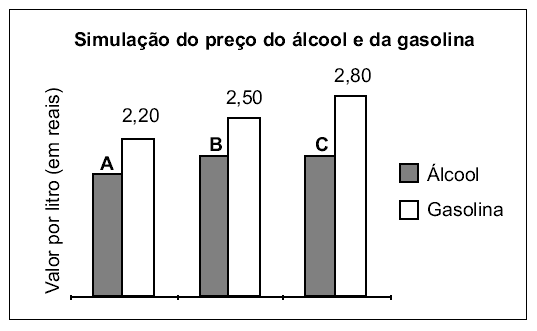 Simulação do preço do álcool e da gasolina
Valor por litro (em reais)
A
2,20
B
2,50
C
2,80
Álcool
Gasolina